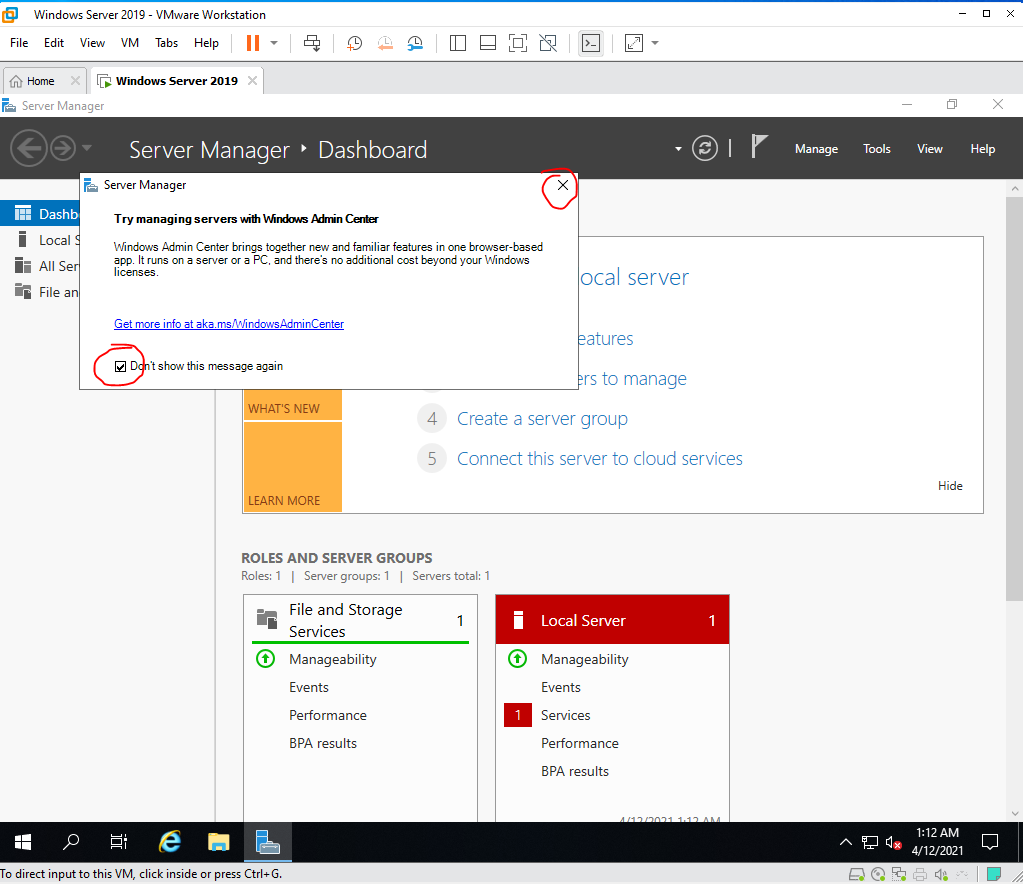 Windows Server 2019 - VMware Workstation
File Edit View VM Tabs Help
Home Windows Server 2019
Server Manager
Server Manager Dashboard
Manage Tools View Help
Server Manager
Try managing servers with Windows Admin Center
Windows Admin Center brings together new and familiar features in one browser-based
app. It runs on a server or a PC, and there's no additional cost beyond your Windows
licenses.
Get more info at aka.ms/WindowsAdminCenter
Don't show this message again
Dashb
Local S
All Ser
File an
ocal server
eatures
ers to manage
4 Create a server group
5 Connect this server to cloud services
WHAT'S NEW
LEARN MORE
Hide
ROLES AND SERVER GROUPS
Roles: 1 | Server groups: 1 | Servers total: 1
File and Storage
Services
1
Manageability
Events
Performance
BPA results
Local Server 1
Manageability
Events
1 Services
Performance
BPA results
4/12/2021 1:12 AM
1:12 AM
4/12/2021
To direct input to this VM, click inside or press Ctrl+G.